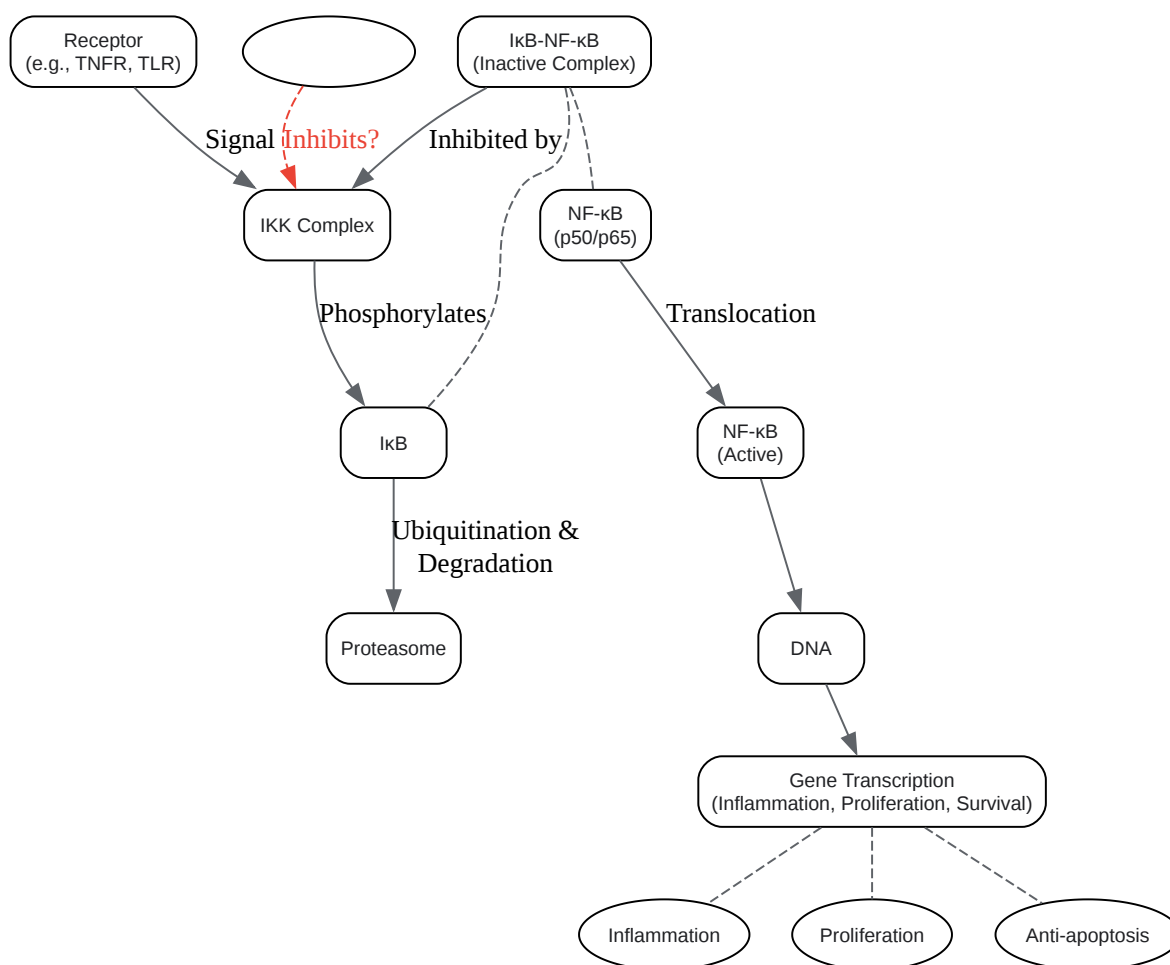 Receptor
(e.g., TNFR, TLR)
IκB-NF-κB
(Inactive Complex)
Signal
Inhibits?
Inhibited by
IKK Complex
NF-κB
(p50/p65)
Phosphorylates
Translocation
IκB
NF-κB
(Active)
Ubiquitination &
Degradation
Proteasome
DNA
Gene Transcription
(Inflammation, Proliferation, Survival)
Inflammation
Proliferation
Anti-apoptosis